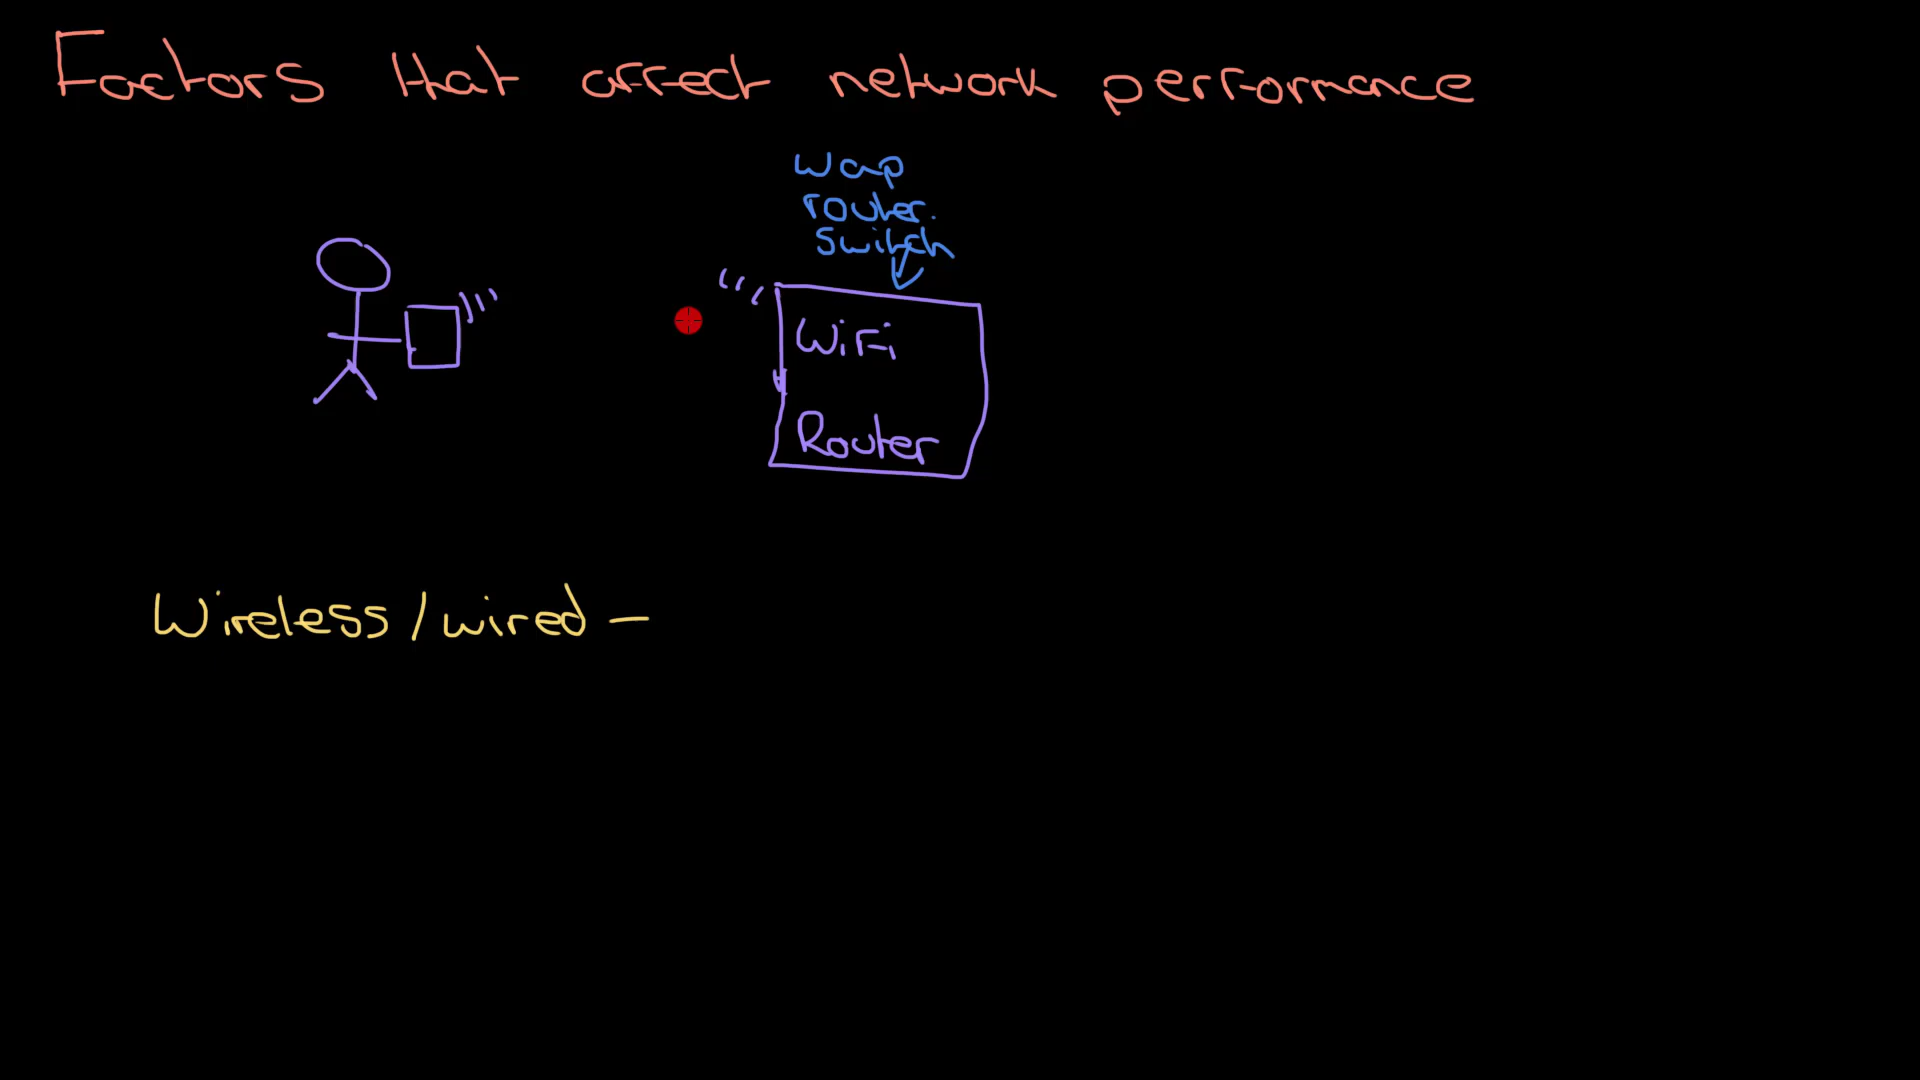 Factors that affect network performance
Wap
router.
Switch
WiFi
Router
Wireless / wired –